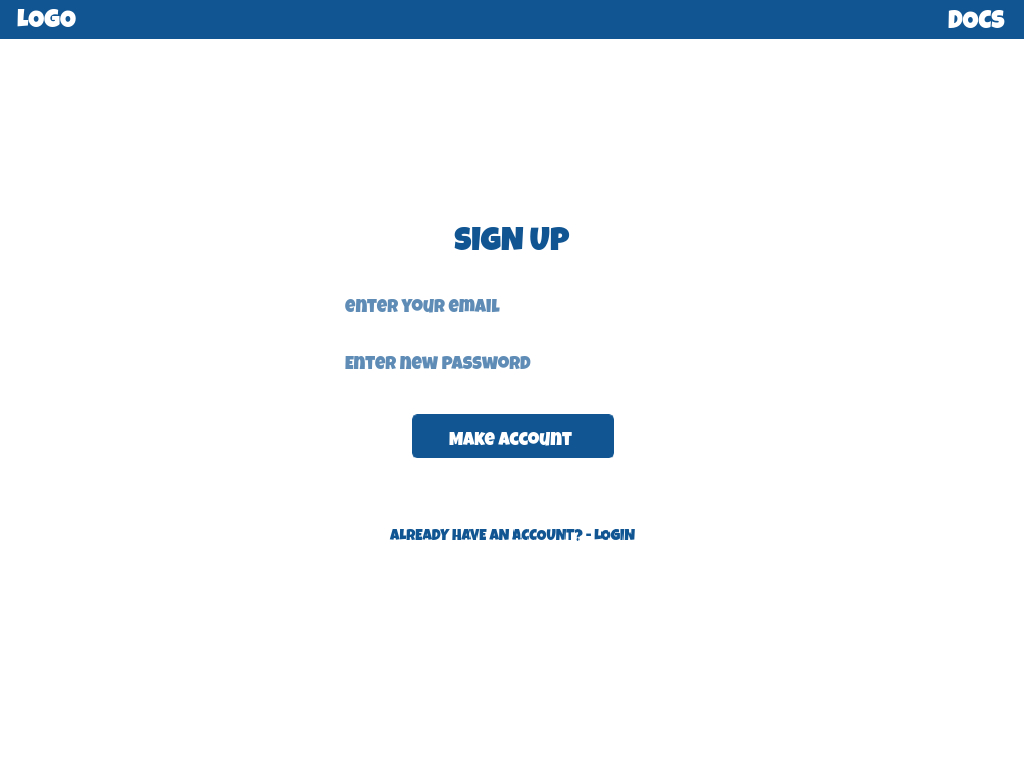 LOGO
DOCS
SIGN UP
enter your email
Enter new password
Make Account
ALREADY HAVE AN ACCOUNT? - LOGIN